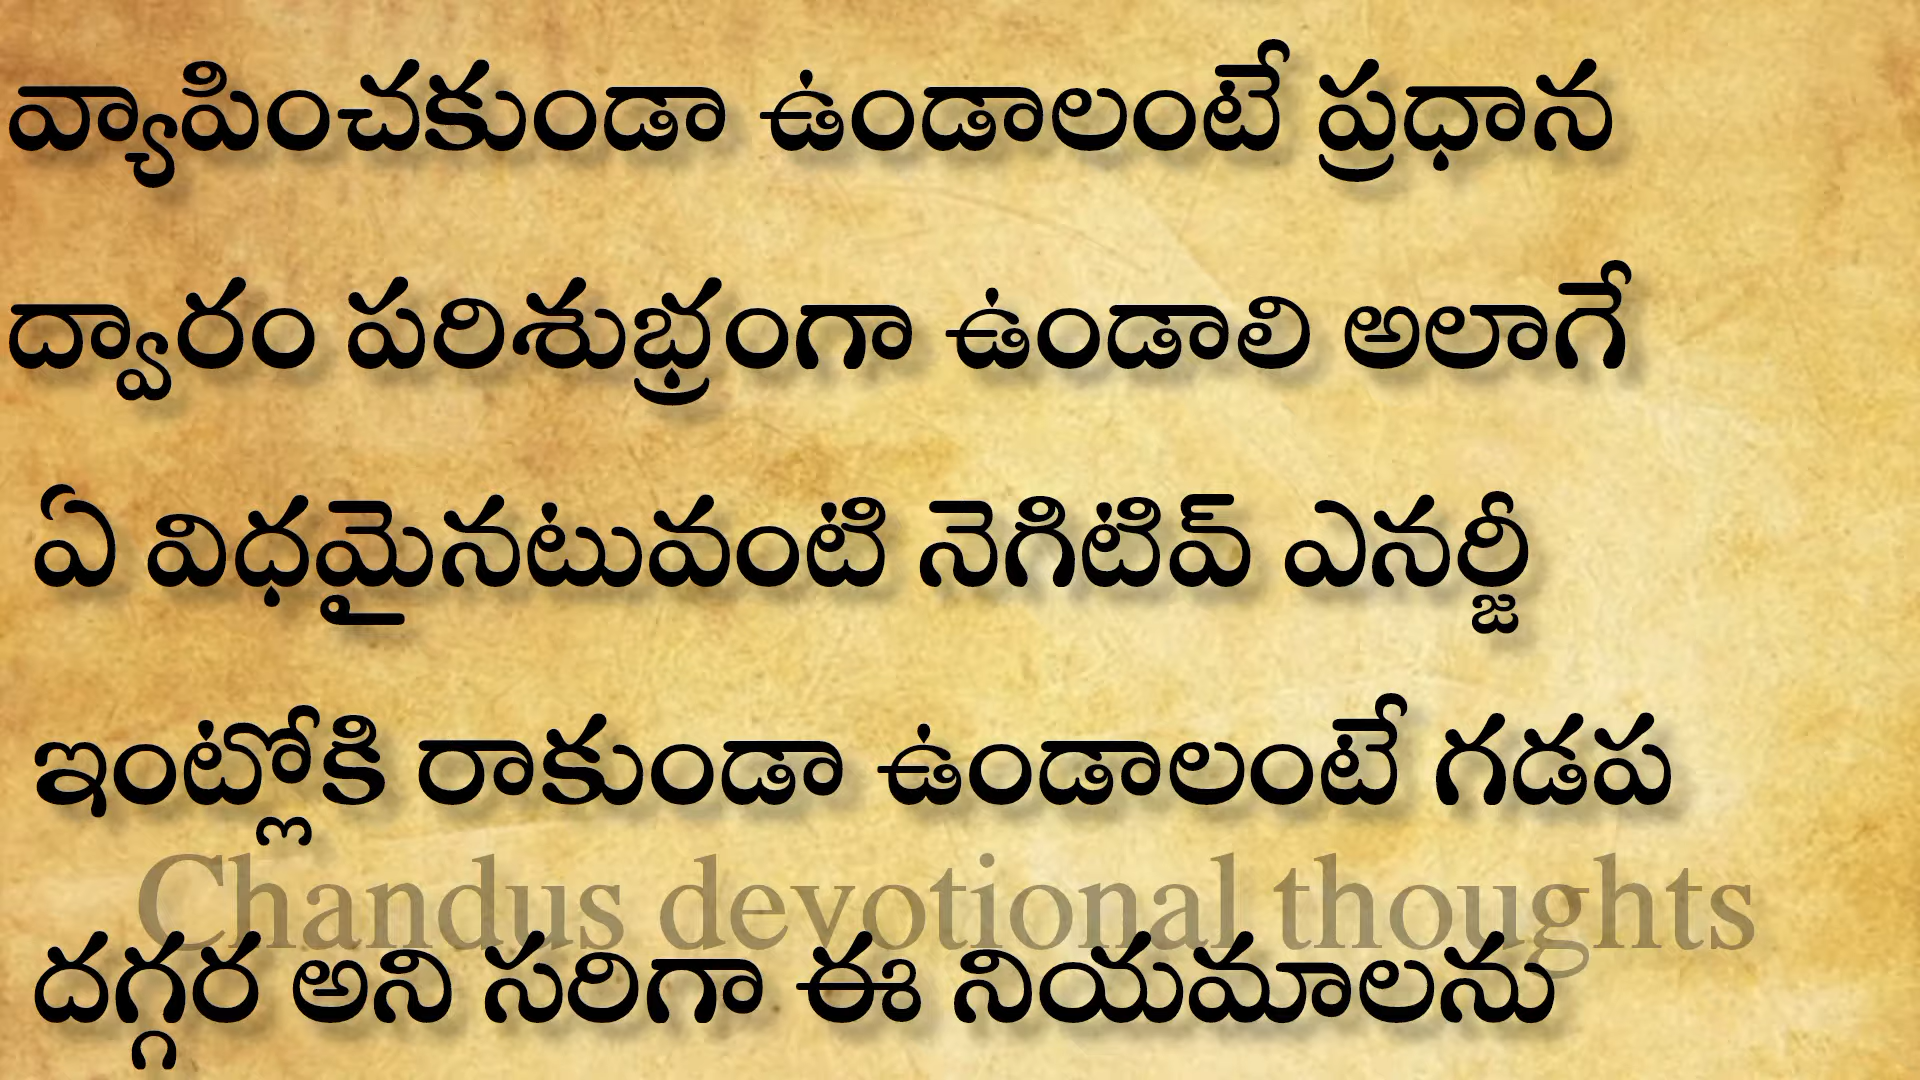 వ్యాపించకుండా ఉండాలంటే ప్రధాన
ద్వారం పరిశుభ్రంగా ఉండాలి అలాగే
ఏ విధమైనటువంటి నెగిటివ్ ఎనర్జీ
ఇంట్లోకి రాకుండా ఉండాలంటే గడప
Chandus devotional thoughts
దగ్గర అని సరిగా ఈ నియమాలను